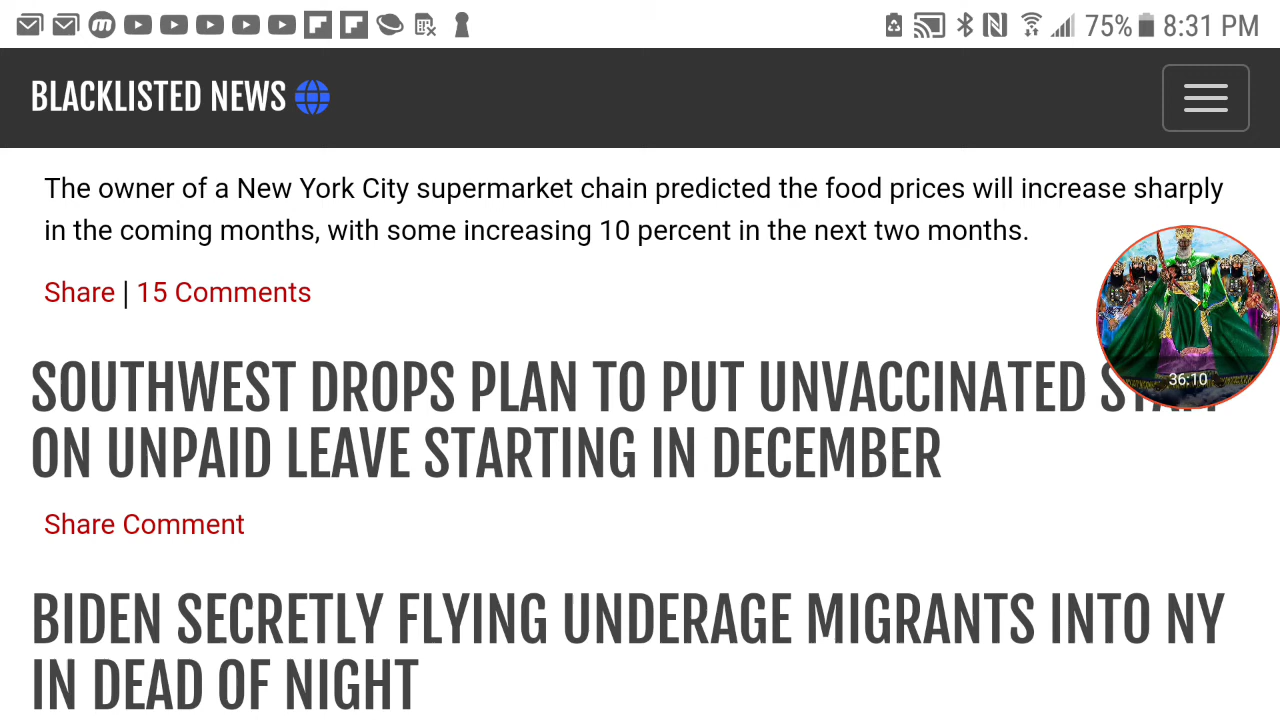 75% 8:31 PM
BLACKLISTED NEWS
The owner of a New York City supermarket chain predicted the food prices will increase sharply
in the coming months, with some increasing 10 percent in the next two months.
Share | 15 Comments
36:10
SOUTHWEST DROPS PLAN TO PUT UNVACCINATED
ON UNPAID LEAVE STARTING IN DECEMBER
Share Comment
BIDEN SECRETLY FLYING UNDERAGE MIGRANTS INTO NY
IN DEAD OF NIGHT